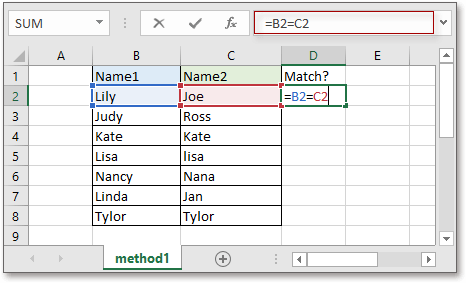 SUM =B2=C2
A B C D E
1 Name1 Name2 Match?
2 Lily Joe =B2=C2
3 Judy Ross
4 Kate Kate
5 Lisa lisa
6 Nancy Nana
7 Linda Jan
8 Tylor Tylor
9
method1